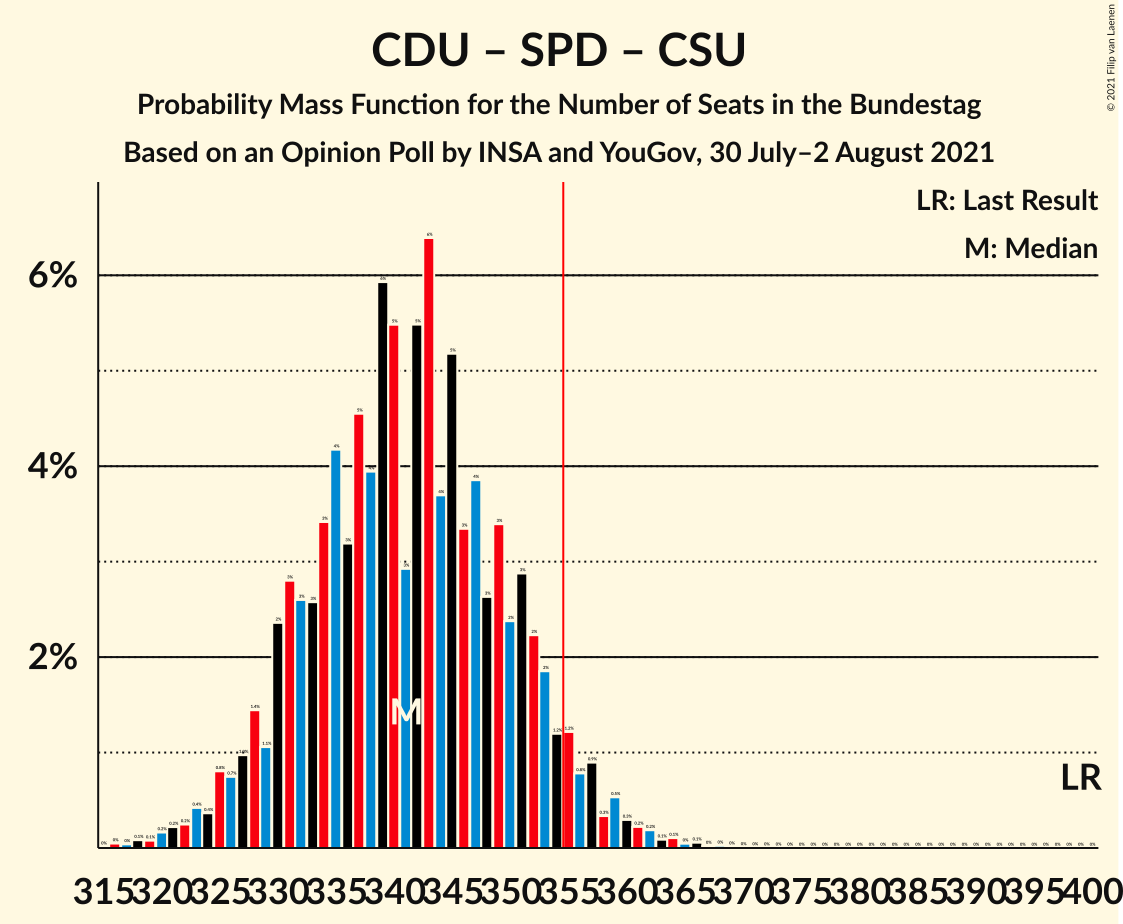 CDU – SPD – CSU
Probability Mass Function for the Number of Seats in the Bundestag
Based on an Opinion Poll by INSA and YouGov, 30 July–2 August 2021
© 2021 Filip van Laenen
LR: Last Result
M: Median
6%
4%
2%
M
LR
315 320 325 330 335 340 345 350 355 360 365 370 375 380 385 390 395 400